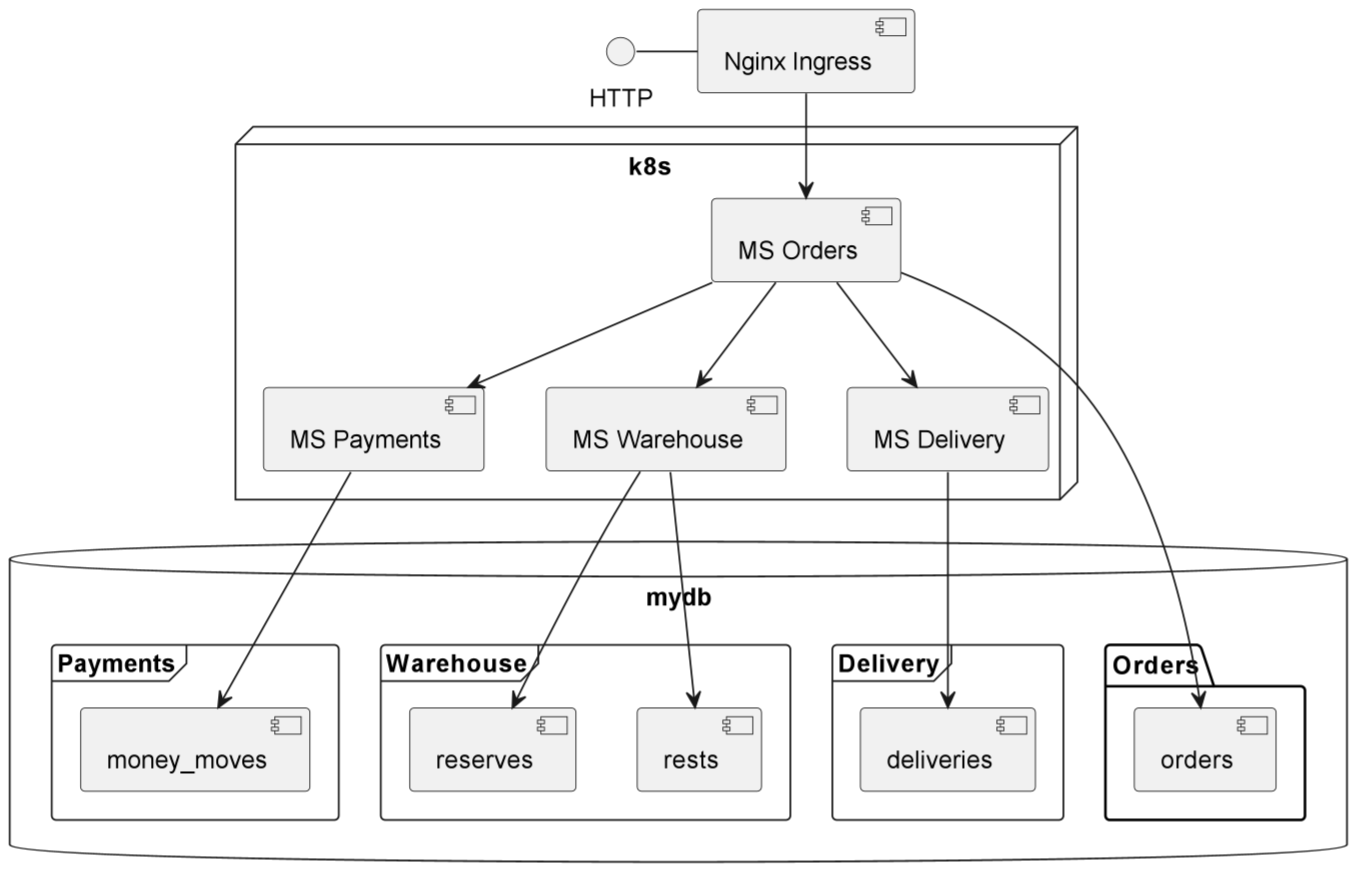 Nginx Ingress
HTTP
k8s
MS Orders
MS Payments
MS Warehouse
MS Delivery
mydb
Payments
Warehouse
Delivery
Orders
money_moves
reserves
rests
deliveries
orders